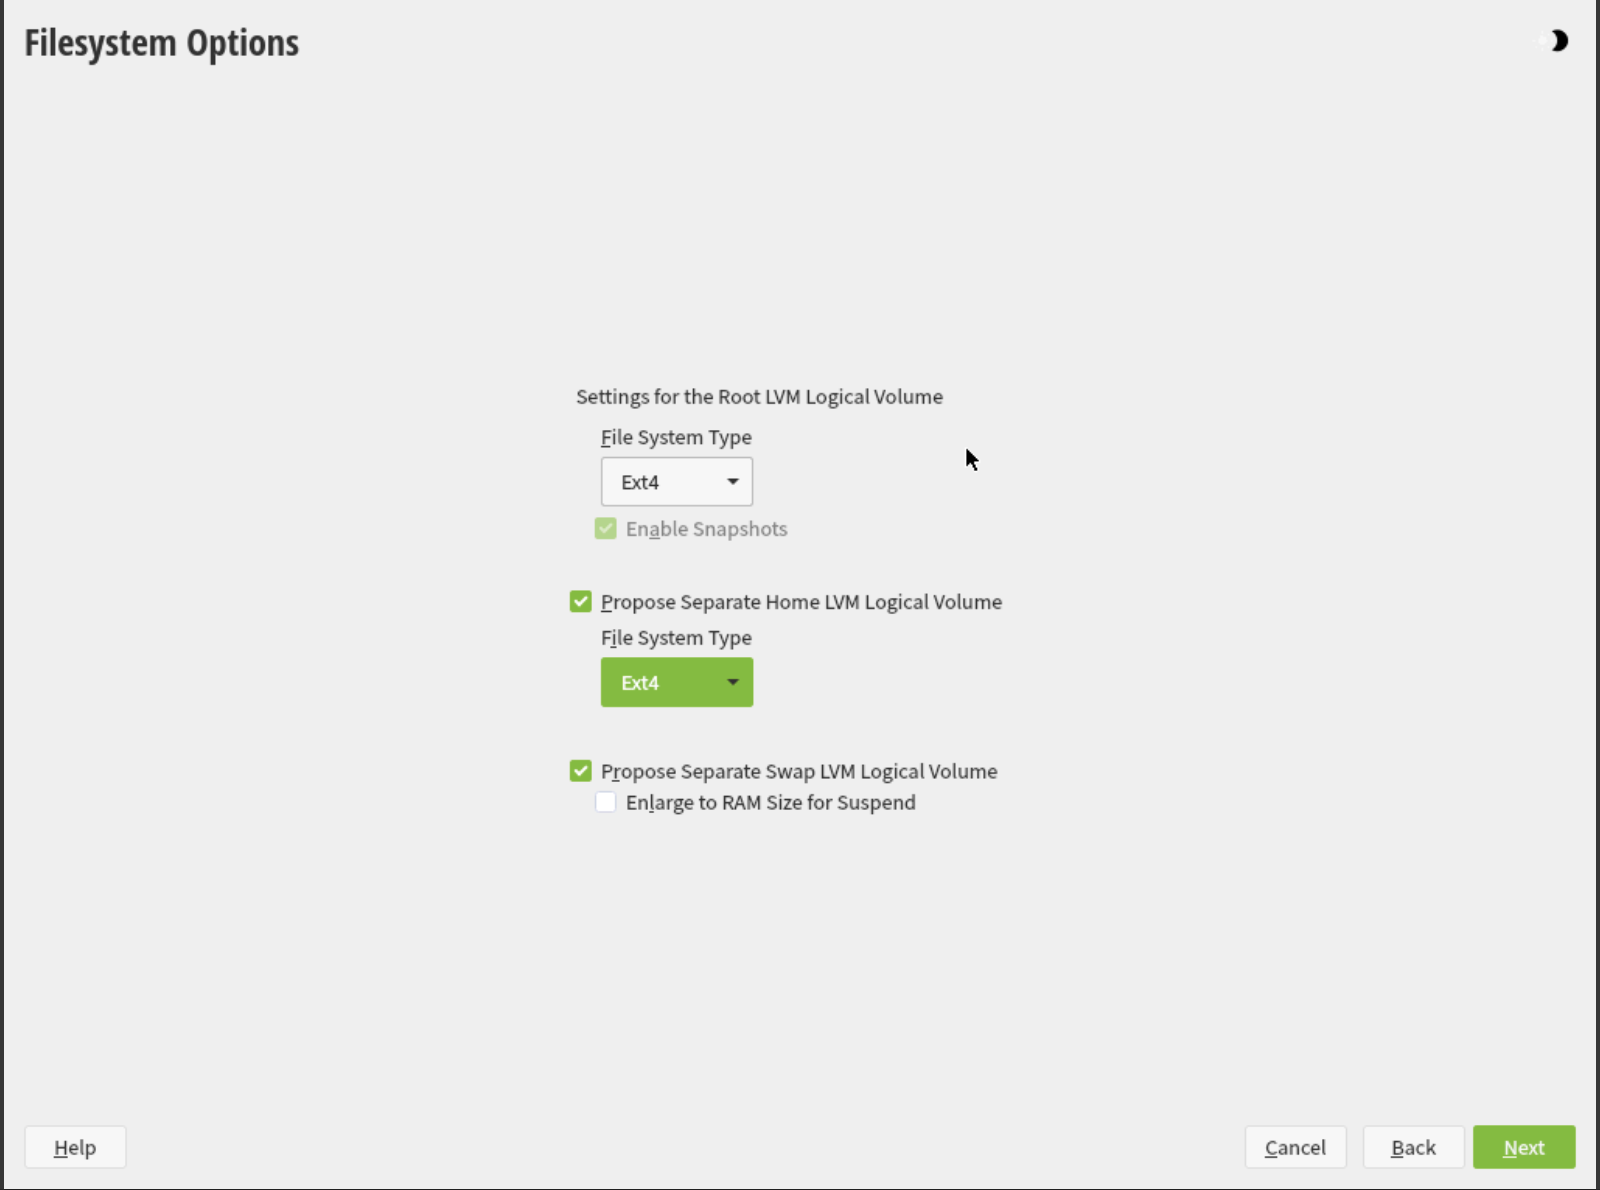 Filesystem Options
Settings for the Root LVM Logical Volume
File System Type
Ext4
Enable Snapshots
Propose Separate Home LVM Logical Volume
File System Type
Ext4
Propose Separate Swap LVM Logical Volume
Enlarge to RAM Size for Suspend
Help
Cancel
Back
Next